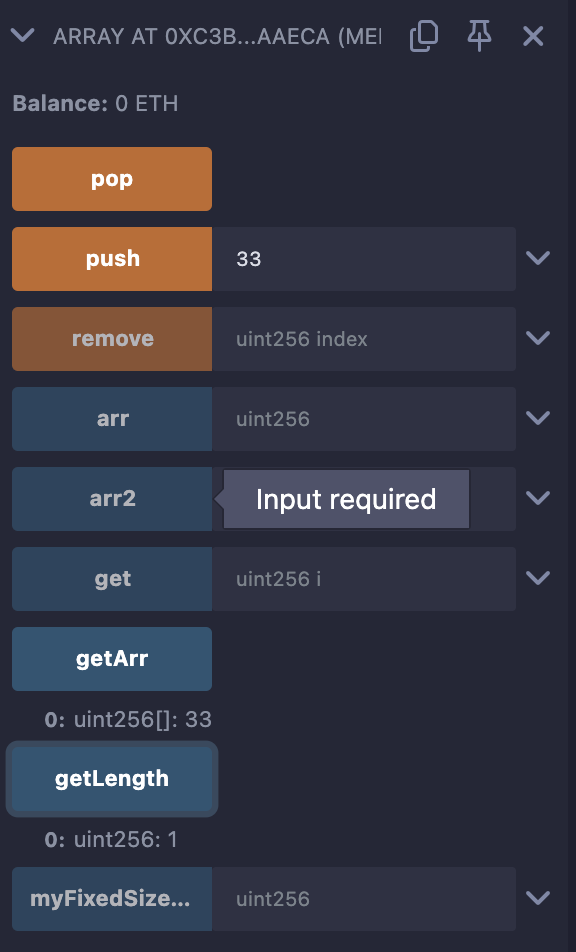 ARRAY AT 0XC3B...AAECA (MEI
Balance: 0 ETH
pop
push 33
remove uint256 index
arr uint256
arr2 Input required
get uint256 i
getArr
0: uint256[]: 33
getLength
0: uint256: 1
myFixedSize... uint256